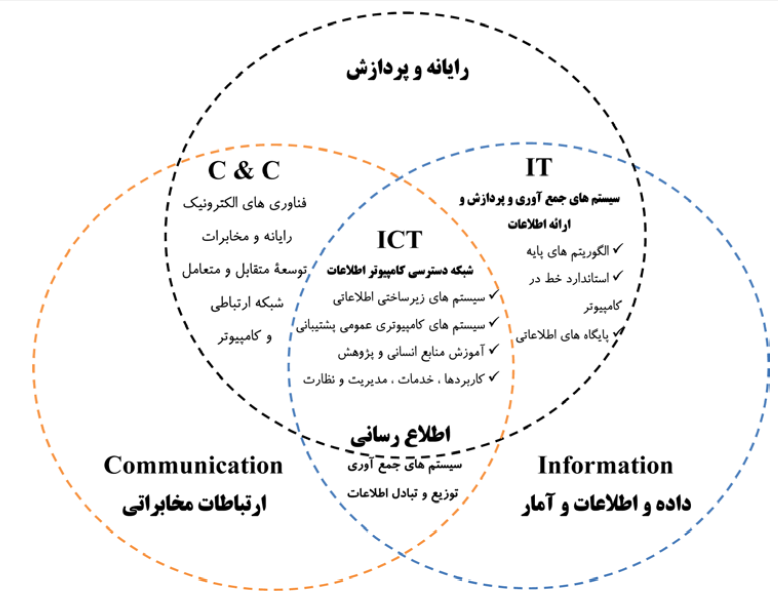 رایانه و پردازش
C & C
فناوری های الکترونیک
رایانه و مخابرات
توسعهٔ متقابل و متعامل
شبکه ارتباطی
و کامپیوتر
IT
سیستم های جمع آوری و پردازش و
ارائه اطلاعات
✓ الگوریتم های پایه
✓ استاندارد خط در
کامپیوتر
✓ پایگاه های اطلاعاتی
ICT
شبکه دسترسی کامپیوتر اطلاعات
✓ سیستم های زیرساختی اطلاعاتی
✓ سیستم های کامپیوتری عمومی پشتیبانی
✓ آموزش منابع انسانی و پژوهش
✓ کاربردها ، خدمات ، مدیریت و نظارت
اطلاع رسانی
سیستم های جمع آوری
توزیع و تبادل اطلاعات
Communication
ارتباطات مخابراتی
Information
داده و اطلاعات و آمار